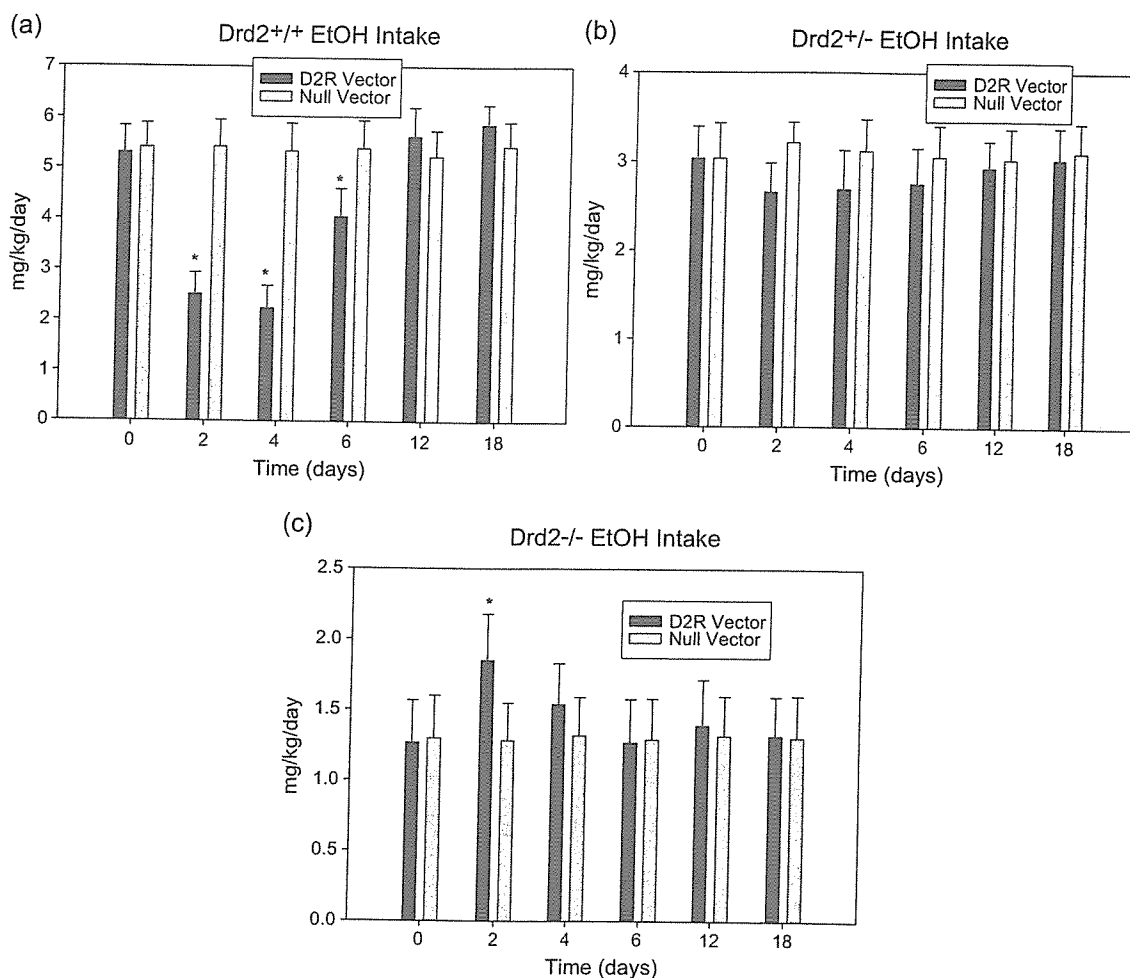 (a)
Drd2+/+ EtOH Intake
D2R Vector
Null Vector
7
6
5
4
3
2
1
0
mg/kg/day
*
*
*
0 2 4 6 12 18
Time (days)
(b)
Drd2+/- EtOH Intake
D2R Vector
Null Vector
4
3
2
1
0
mg/kg/day
0 2 4 6 12 18
Time (days)
(c)
Drd2-/- EtOH Intake
D2R Vector
Null Vector
2.5
2.0
1.5
1.0
0.5
0.0
mg/kg/day
*
0 2 4 6 12 18
Time (days)